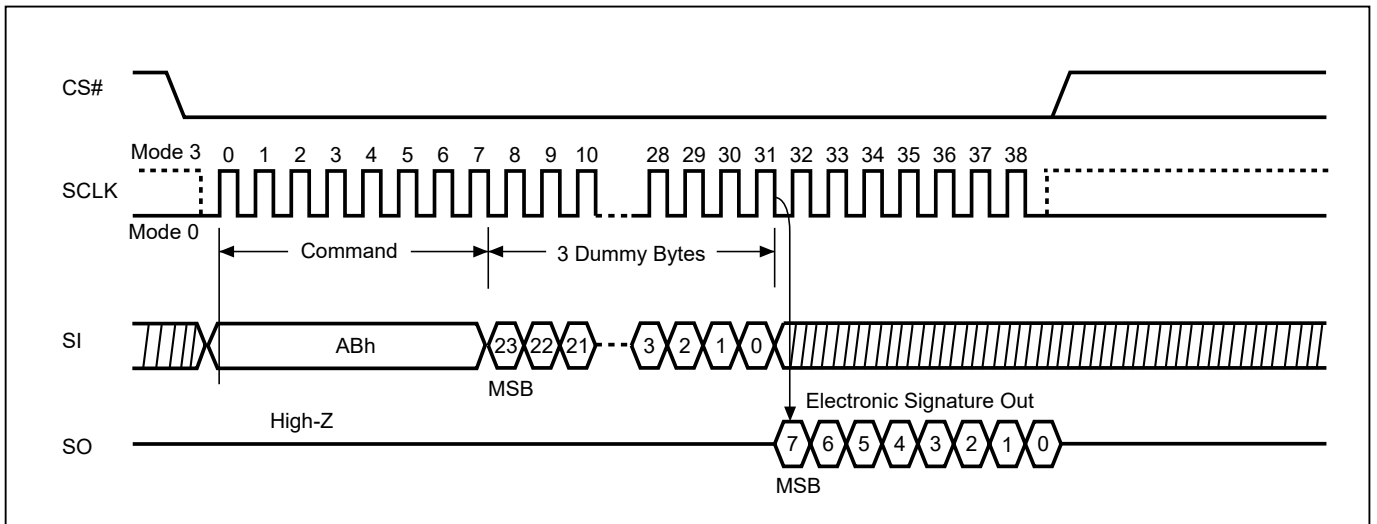 CS#
Mode 3 0 1 2 3 4 5 6 7 8 9 10 28 29 30 31 32 33 34 35 36 37 38
SCLK
Mode 0
Command 3 Dummy Bytes
SI ABh 23 22 21 3 2 1 0
MSB
Electronic Signature Out
High-Z
SO 7 6 5 4 3 2 1 0
MSB